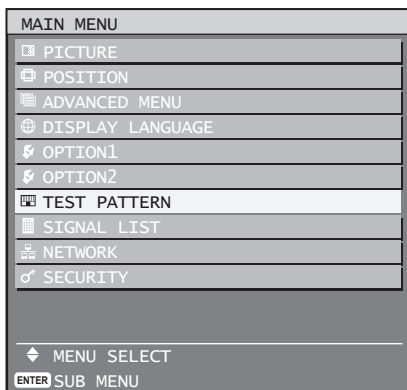 MAIN MENU
PICTURE
POSITION
ADVANCED MENU
DISPLAY LANGUAGE
OPTION1
OPTION2
TEST PATTERN
SIGNAL LIST
NETWORK
SECURITY
MENU SELECT
ENTER SUB MENU